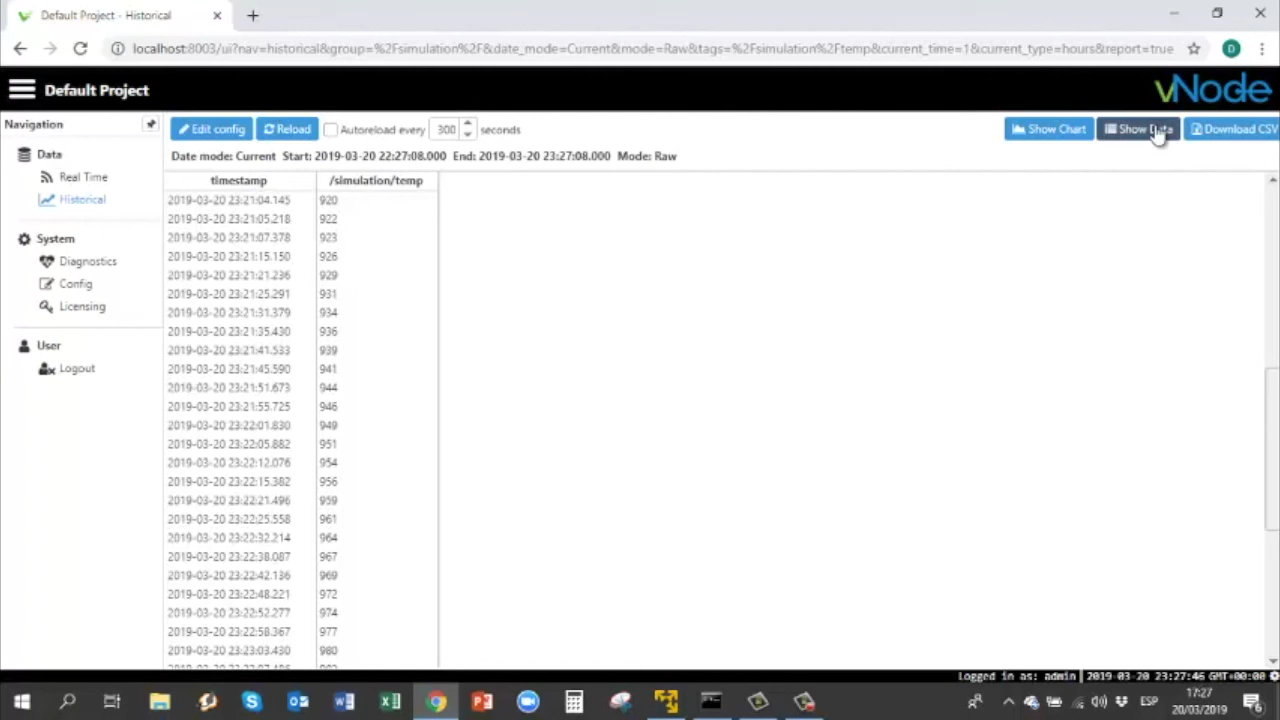 Default Project - Historical
localhost:8003/ui?nav=historical&group=%2Fsimulation%2F&date_mode=Current&mode=Raw&tags=%2Fsimulation%2Ftemp&current_time=1&current_type=hours&report=true
D
Default Project
vNode
Navigation
Edit config
Reload
Autoreload every
300
seconds
Show Chart
Show Data
Download CSV
Date mode: Current Start: 2019-03-20 22:27:08.000 End: 2019-03-20 23:27:08.000 Mode: Raw
Data
Real Time
Historical
System
Diagnostics
Config
Licensing
User
Logout
timestamp /simulation/temp
2019-03-20 23:21:04.145 920
2019-03-20 23:21:05.218 922
2019-03-20 23:21:07.378 923
2019-03-20 23:21:15.150 926
2019-03-20 23:21:21.236 929
2019-03-20 23:21:25.291 931
2019-03-20 23:21:31.379 934
2019-03-20 23:21:35.430 936
2019-03-20 23:21:41.533 939
2019-03-20 23:21:45.590 941
2019-03-20 23:21:51.673 944
2019-03-20 23:21:55.725 946
2019-03-20 23:22:01.830 949
2019-03-20 23:22:05.882 951
2019-03-20 23:22:12.076 954
2019-03-20 23:22:15.382 956
2019-03-20 23:22:21.496 959
2019-03-20 23:22:25.558 961
2019-03-20 23:22:32.214 964
2019-03-20 23:22:38.087 967
2019-03-20 23:22:42.136 969
2019-03-20 23:22:48.221 972
2019-03-20 23:22:52.277 974
2019-03-20 23:22:58.367 977
2019-03-20 23:23:03.430 980
Logged in as: admin 2019-03-20 23:27:46 GMT+00:00
ESP
17:27
20/03/2019
6